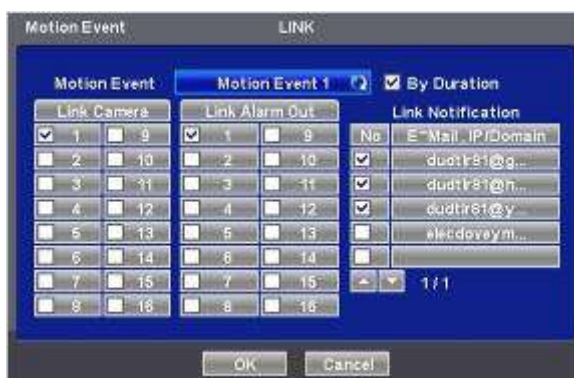 Motion Event LINK
Motion Event Motion Event 1 By Duration
Link Camera Link Alarm Out Link Notification
1 9 1 9 No E-Mail, IP/Domain
2 10 2 10 dudtlr81@g...
3 11 3 11 dudtlr81@h...
4 12 4 12 dudtlr81@y...
5 13 5 13 elecdoveym...
6 14 6 14
7 15 7 15 1/1
8 16 8 16
OK Cancel